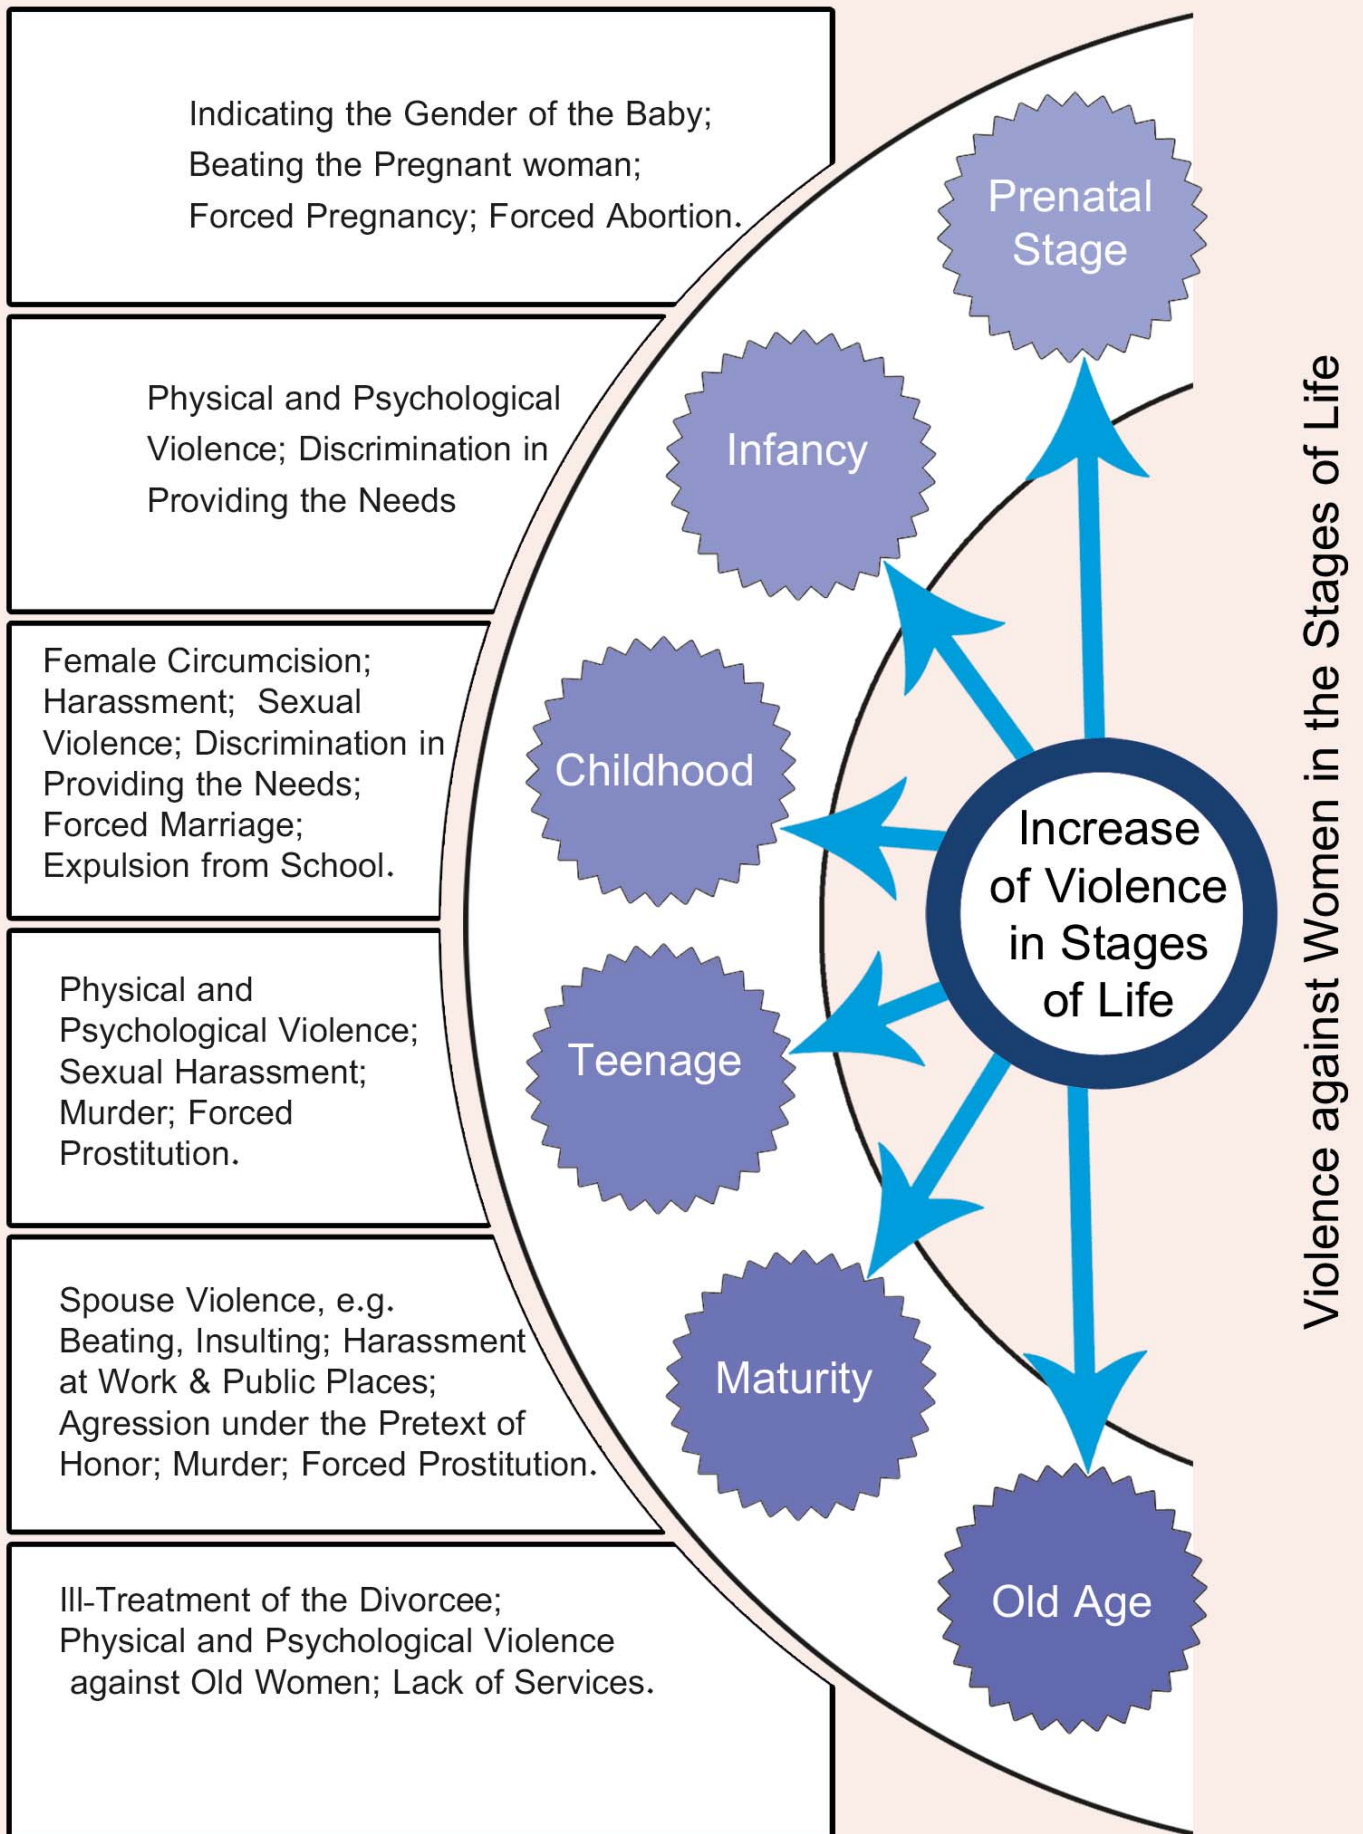 Indicating the Gender of the Baby;
Beating the Pregnant woman;
Forced Pregnancy; Forced Abortion.
Prenatal
Stage
Physical and Psychological
Violence; Discrimination in
Providing the Needs
Infancy
Female Circumcision;
Harassment;  Sexual
Violence; Discrimination in
Providing the Needs;
Forced Marriage;
Expulsion from School.
Childhood
Physical and
Psychological Violence;
Sexual Harassment;
Murder; Forced
Prostitution.
Teenage
Spouse Violence, e.g.
Beating, Insulting; Harassment
at Work & Public Places;
Agression under the Pretext of
Honor; Murder; Forced Prostitution.
Maturity
Ill-Treatment of the Divorcee;
Physical and Psychological Violence
against Old Women; Lack of Services.
Old Age
Increase
of Violence
in Stages
of Life
Violence against Women in the Stages of Life